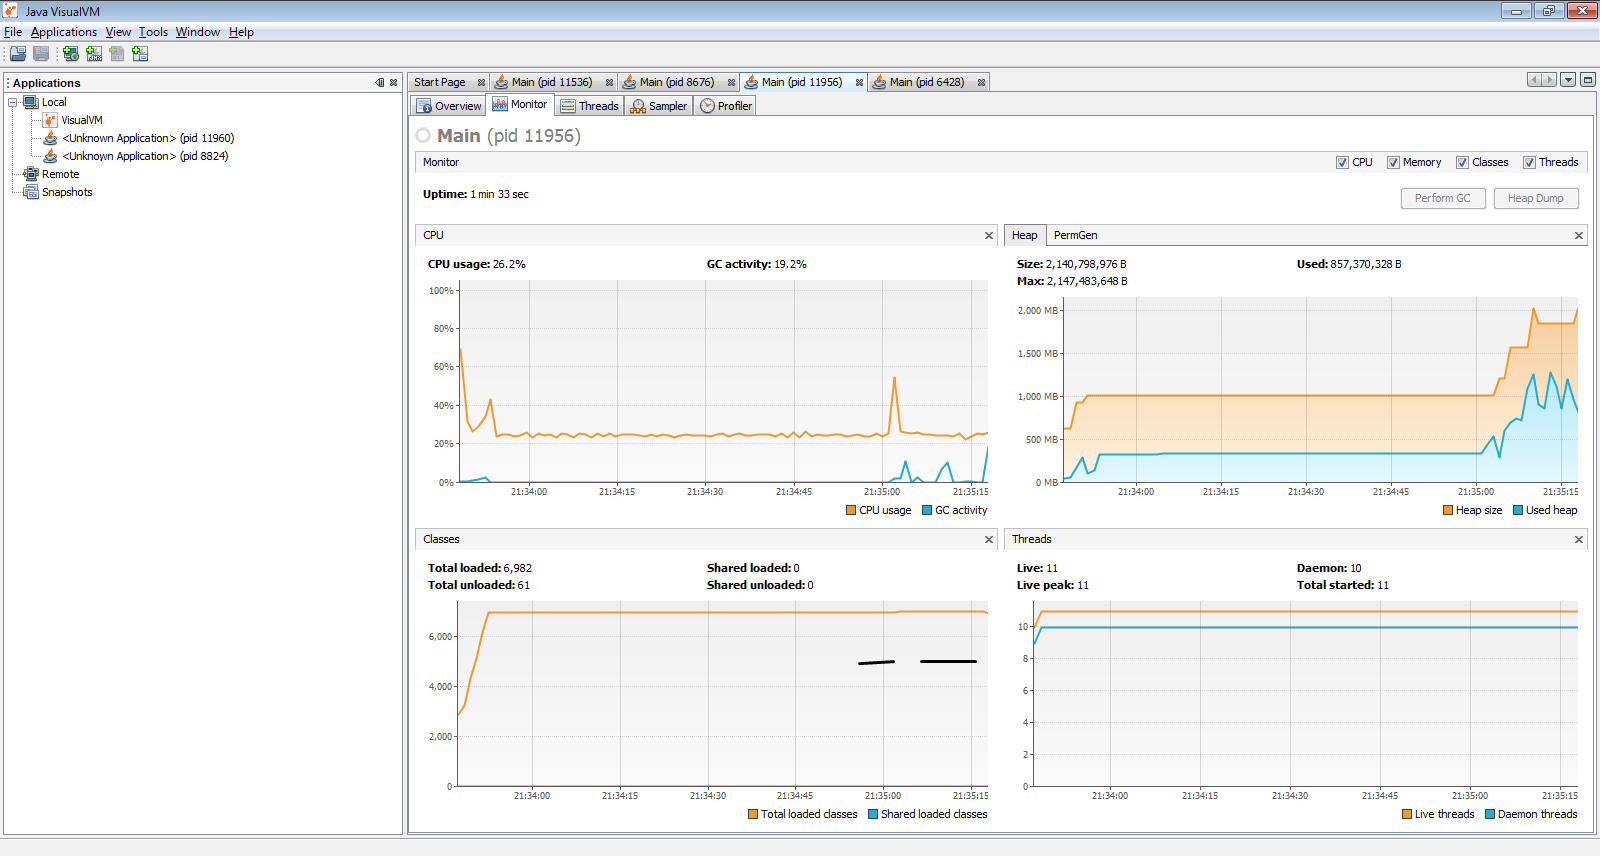 Java VisualVM
File Applications View Tools Window Help
Applications
Local
VisualVM
<Unknown Application> (pid 11960)
<Unknown Application> (pid 8824)
Remote
Snapshots
Start Page Main (pid 11536) Main (pid 8676) Main (pid 11956) Main (pid 6428)
Overview Monitor Threads Sampler Profiler
Main (pid 11956)
Monitor CPU Memory Classes Threads
Uptime: 1 min 33 sec
Perform GC Heap Dump
CPU
CPU usage: 26.2% GC activity: 19.2%
100%
80%
60%
40%
20%
0%
21:34:00 21:34:15 21:34:30 21:34:45 21:35:00 21:35:15
CPU usage GC activity
Heap PermGen
Size: 2,140,798,976 B Used: 857,370,328 B
Max: 2,147,483,648 B
2,000 MB
1,500 MB
1,000 MB
500 MB
0 MB
21:34:00 21:34:15 21:34:30 21:34:45 21:35:00 21:35:15
Heap size Used heap
Classes
Total loaded: 6,982 Shared loaded: 0
Total unloaded: 61 Shared unloaded: 0
6,000
4,000
2,000
0
21:34:00 21:34:15 21:34:30 21:34:45 21:35:00 21:35:15
Total loaded classes Shared loaded classes
Threads
Live: 11 Daemon: 10
Live peak: 11 Total started: 11
10
8
6
4
2
0
21:34:00 21:34:15 21:34:30 21:34:45 21:35:00 21:35:15
Live threads Daemon threads